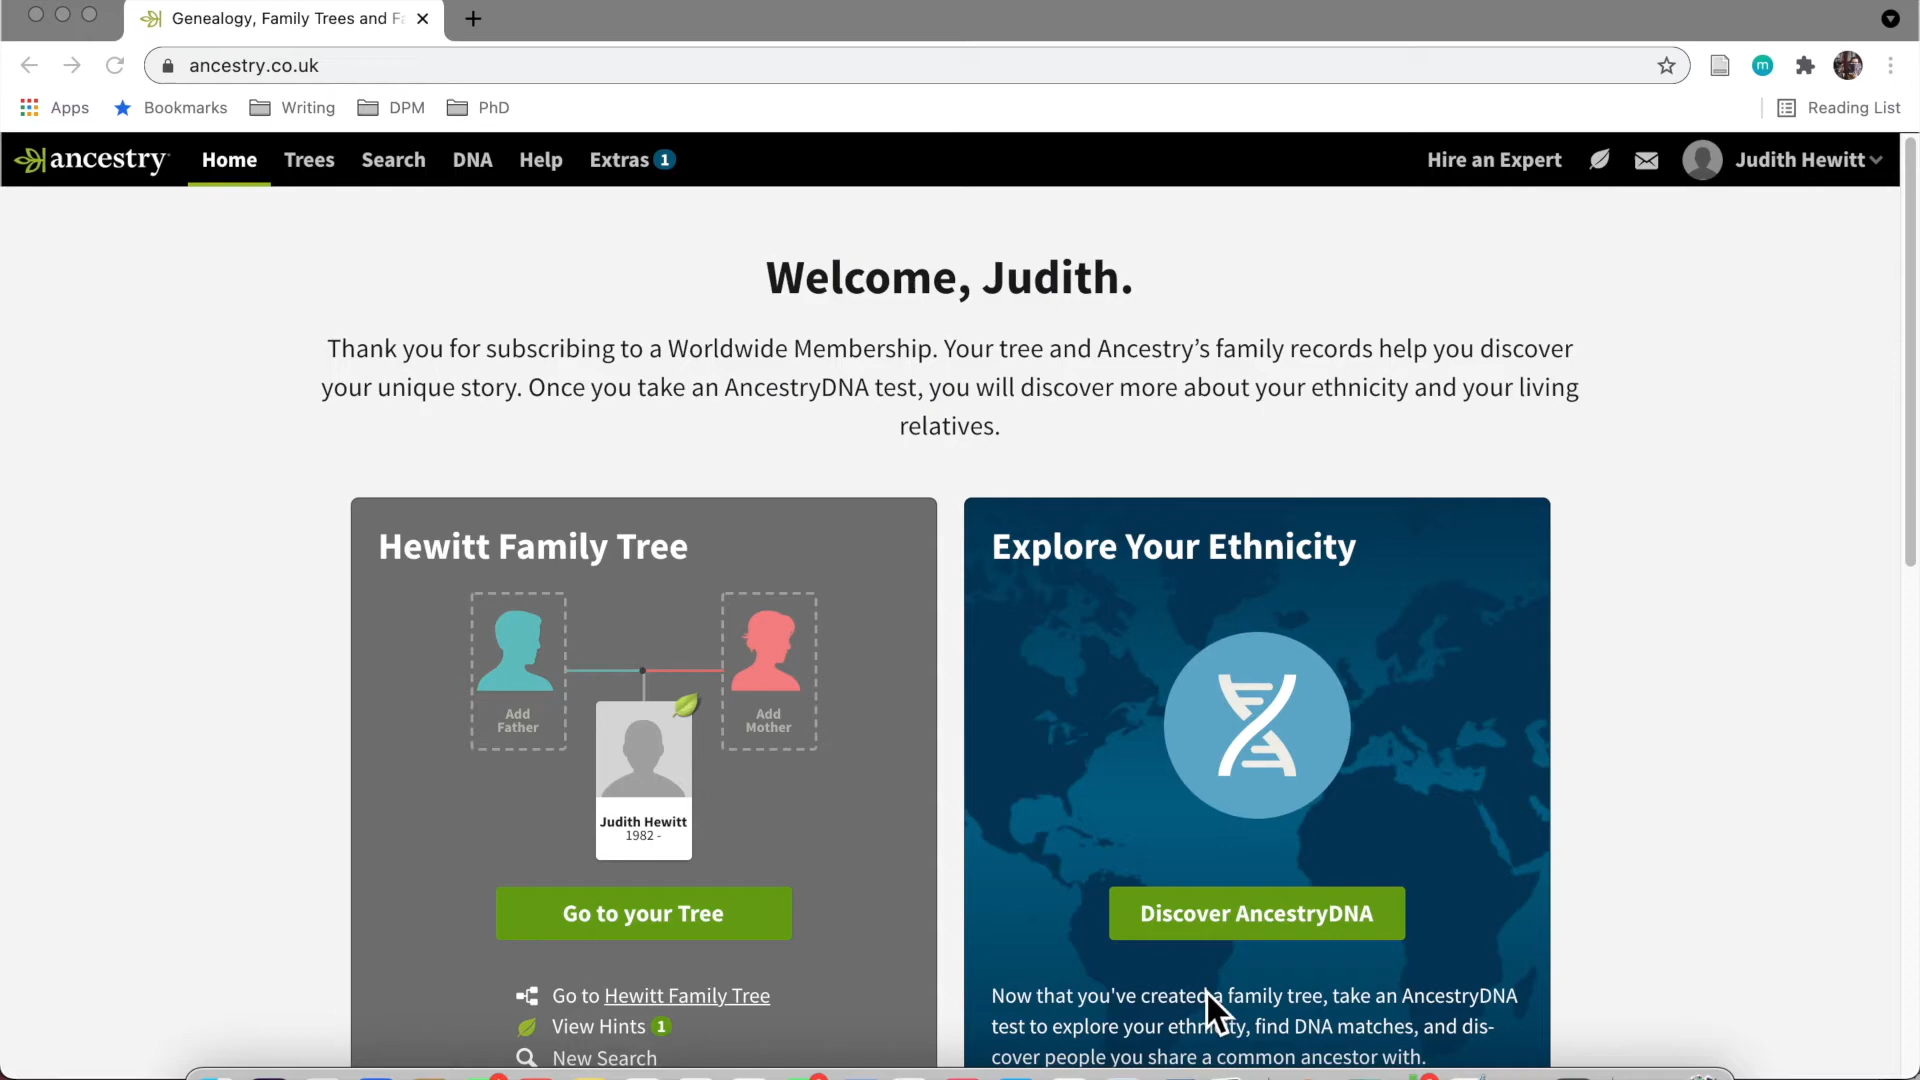 Genealogy, Family Trees and Fa
ancestry.co.uk
m
Apps Bookmarks Writing DPM PhD Reading List
ancestry Home Trees Search DNA Help Extras 1 Hire an Expert Judith Hewitt
Welcome, Judith.
Thank you for subscribing to a Worldwide Membership. Your tree and Ancestry’s family records help you discover
your unique story. Once you take an AncestryDNA test, you will discover more about your ethnicity and your living
relatives.
Hewitt Family Tree
Add
Father
Add
Mother
Judith Hewitt
1982 -
Go to your Tree
Go to Hewitt Family Tree
View Hints 1
New Search
Explore Your Ethnicity
Discover AncestryDNA
Now that you've created a family tree, take an AncestryDNA
test to explore your ethnicity, find DNA matches, and dis-
cover people you share a common ancestor with.